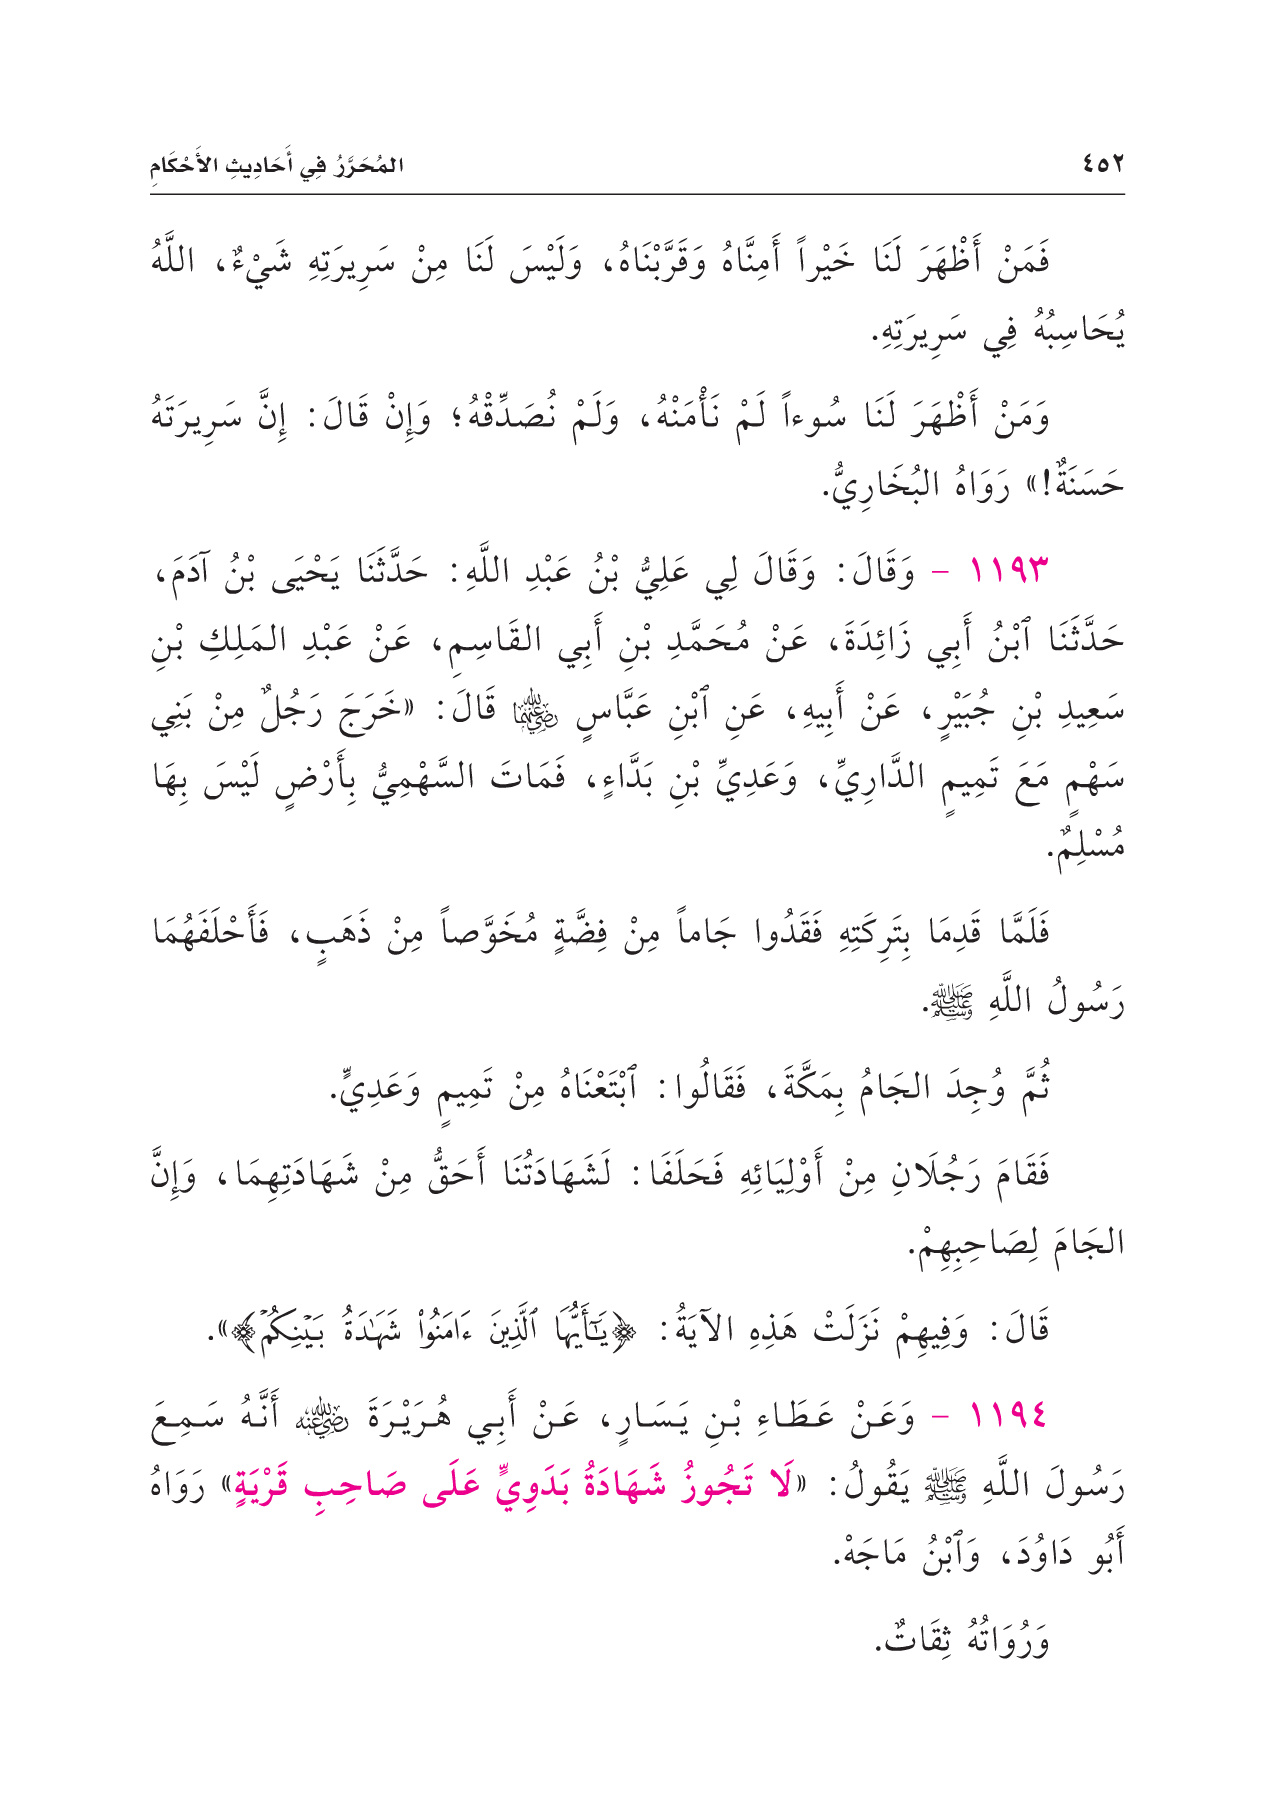 ٤٥٢ المُحَرَّرُ فِي أَحَادِيثِ الأَحْكَامِ
فَمَنْ أَظْهَرَ لَنَا خَيْراً أَمِنَّاهُ وَقَرَّبْنَاهُ، وَلَيْسَ لَنَا مِنْ سَرِيرَتِهِ شَيْءٌ، اللَّهُ
يُحَاسِبُهُ فِي سَرِيرَتِهِ.
وَمَنْ أَظْهَرَ لَنَا سُوءاً لَمْ نَأْمَنْهُ، وَلَمْ نُصَدِّقْهُ؛ وَإِنْ قَالَ: إِنَّ سَرِيرَتَهُ
حَسَنَةٌ!» رَوَاهُ البُخَارِيُّ.
١١٩٣ - وَقَالَ: وَقَالَ لِي عَلِيُّ بْنُ عَبْدِ اللَّهِ: حَدَّثَنَا يَحْيَى بْنُ آدَمَ،
حَدَّثَنَا ٱبْنُ أَبِي زَائِدَةَ، عَنْ مُحَمَّدِ بْنِ أَبِي القَاسِمِ، عَنْ عَبْدِ المَلِكِ بْنِ
سَعِيدِ بْنِ جُبَيْرٍ، عَنْ أَبِيهِ، عَنِ ٱبْنِ عَبَّاسٍ رضي الله عنهما قَالَ: «خَرَجَ رَجُلٌ مِنْ بَنِي
سَهْمٍ مَعَ تَمِيمٍ الدَّارِيِّ، وَعَدِيِّ بْنِ بَدَّاءٍ، فَمَاتَ السَّهْمِيُّ بِأَرْضٍ لَيْسَ بِهَا
مُسْلِمٌ.
فَلَمَّا قَدِمَا بِتَرِكَتِهِ فَقَدُوا جَاماً مِنْ فِضَّةٍ مُخَوَّصاً مِنْ ذَهَبٍ، فَأَحْلَفَهُمَا
رَسُولُ اللَّهِ ﷺ.
ثُمَّ وُجِدَ الجَامُ بِمَكَّةَ، فَقَالُوا: ٱبْتَعْنَاهُ مِنْ تَمِيمٍ وَعَدِيٍّ.
فَقَامَ رَجُلَانِ مِنْ أَوْلِيَائِهِ فَحَلَفَا: لَشَهَادَتُنَا أَحَقُّ مِنْ شَهَادَتِهِمَا، وَإِنَّ
الجَامَ لِصَاحِبِهِمْ.
قَالَ: وَفِيهِمْ نَزَلَتْ هَذِهِ الآيَةُ: ﴿يَٰٓأَيُّهَا ٱلَّذِينَ ءَامَنُوا۟ شَهَٰدَةُ بَيْنِكُمْ﴾».
١١٩٤ - وَعَنْ عَطَاءِ بْنِ يَسَارٍ، عَنْ أَبِي هُرَيْرَةَ رضي الله عنه أَنَّهُ سَمِعَ
رَسُولَ اللَّهِ ﷺ يَقُولُ: «لَا تَجُوزُ شَهَادَةُ بَدَوِيٍّ عَلَى صَاحِبِ قَرْيَةٍ» رَوَاهُ
أَبُو دَاوُدَ، وَٱبْنُ مَاجَهْ.
وَرُوَاتُهُ ثِقَاتٌ.